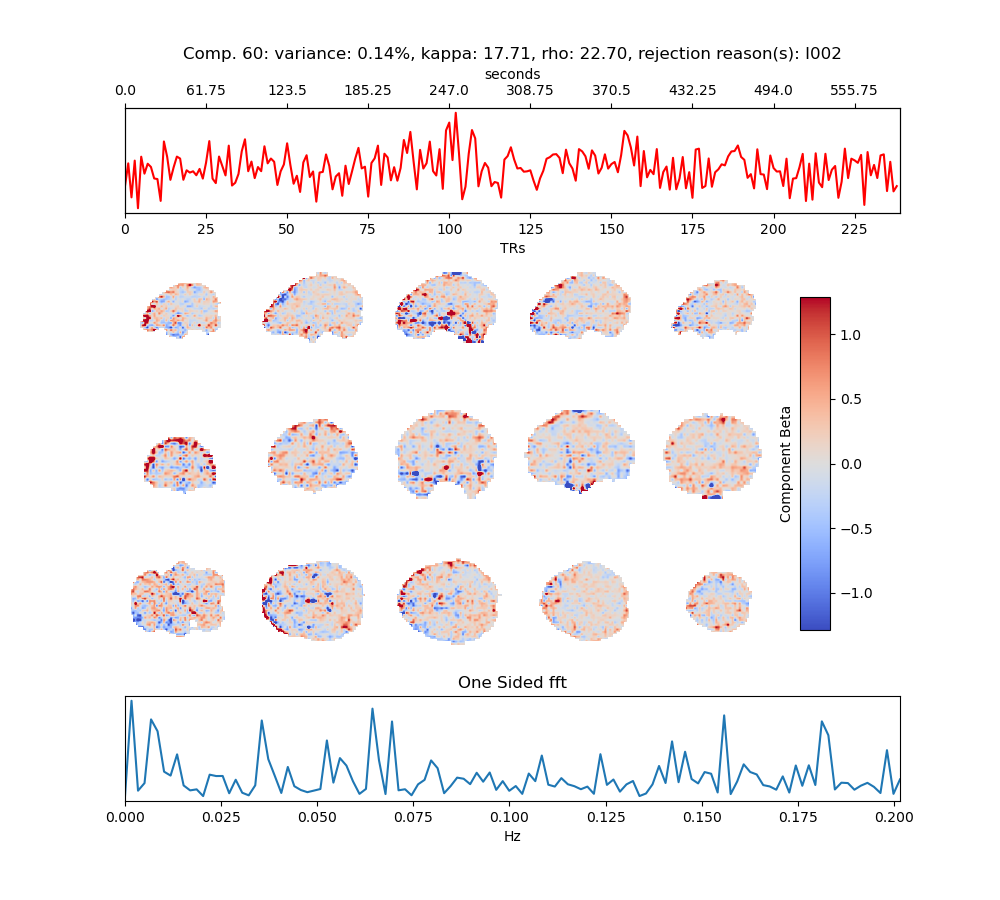 Comp. 60: variance: 0.14%, kappa: 17.71, rho: 22.70, rejection reason(s): I002
seconds
0.0 61.75 123.5 185.25 247.0 308.75 370.5 432.25 494.0 555.75
0 25 50 75 100 125 150 175 200 225
TRs
1.0
0.5
0.0
−0.5
−1.0
Component Beta
One Sided fft
0.000 0.025 0.050 0.075 0.100 0.125 0.150 0.175 0.200
Hz